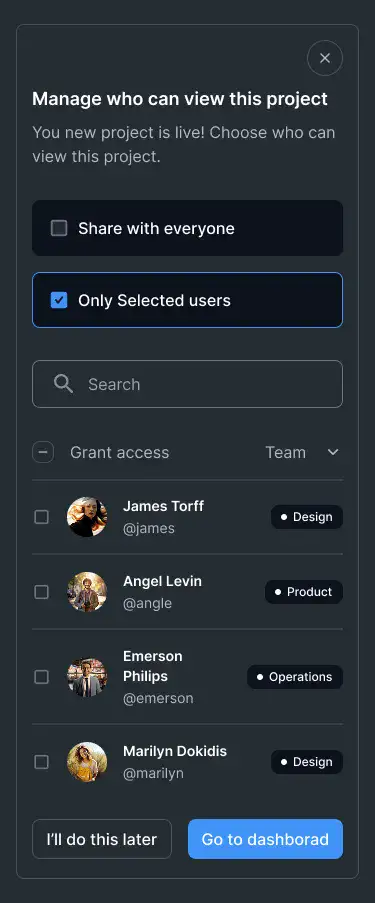 Manage who can view this project
You new project is live! Choose who can
view this project.
Share with everyone
Only Selected users
Search
Grant access Team
James Torff
@james
Design
Angel Levin
@angle
Product
Emerson
Philips
@emerson
Operations
Marilyn Dokidis
@marilyn
Design
I'll do this later
Go to dashborad